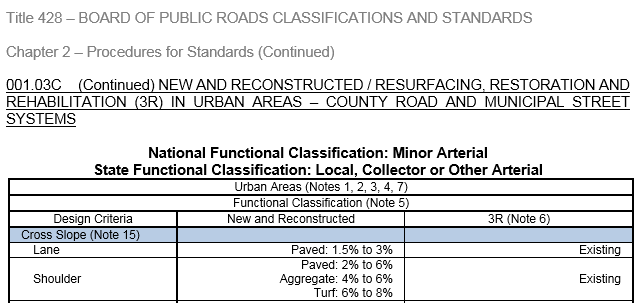 Title 428 – BOARD OF PUBLIC ROADS CLASSIFICATIONS AND STANDARDS
Chapter 2 – Procedures for Standards (Continued)
001.03C (Continued) NEW AND RECONSTRUCTED / RESURFACING, RESTORATION AND
REHABILITATION (3R) IN URBAN AREAS – COUNTY ROAD AND MUNICIPAL STREET
SYSTEMS
National Functional Classification: Minor Arterial
State Functional Classification: Local, Collector or Other Arterial
Urban Areas (Notes 1, 2, 3, 4, 7)
Functional Classification (Note 5)
Design Criteria New and Reconstructed 3R (Note 6)
Cross Slope (Note 15)
Lane Paved: 1.5% to 3% Existing
Paved: 2% to 6%
Shoulder Aggregate: 4% to 6% Existing
Turf: 6% to 8%